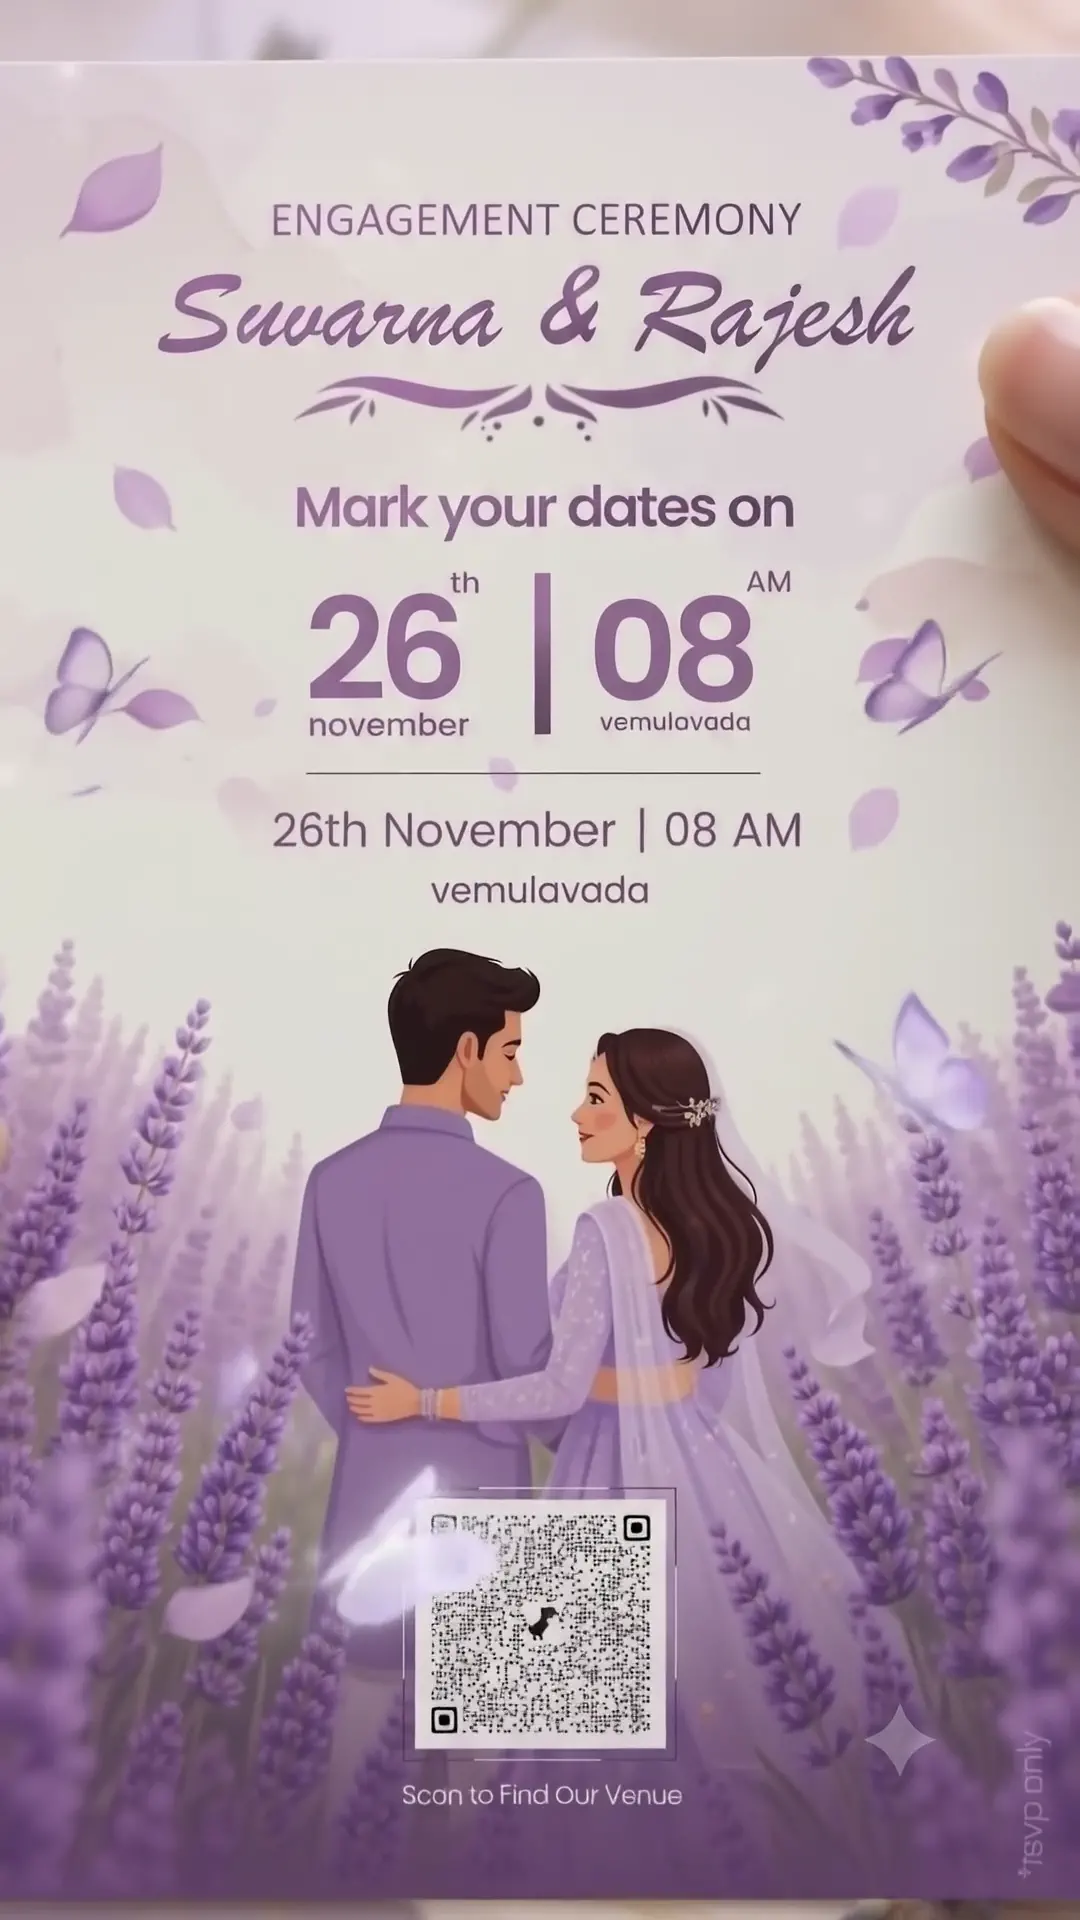 ENGAGEMENT CEREMONY
Suvarna & Rajesh
Mark your dates on
26th | 08 AM
november vemulavada
26th November | 08 AM
vemulavada
Scan to Find Our Venue
*rsvp only